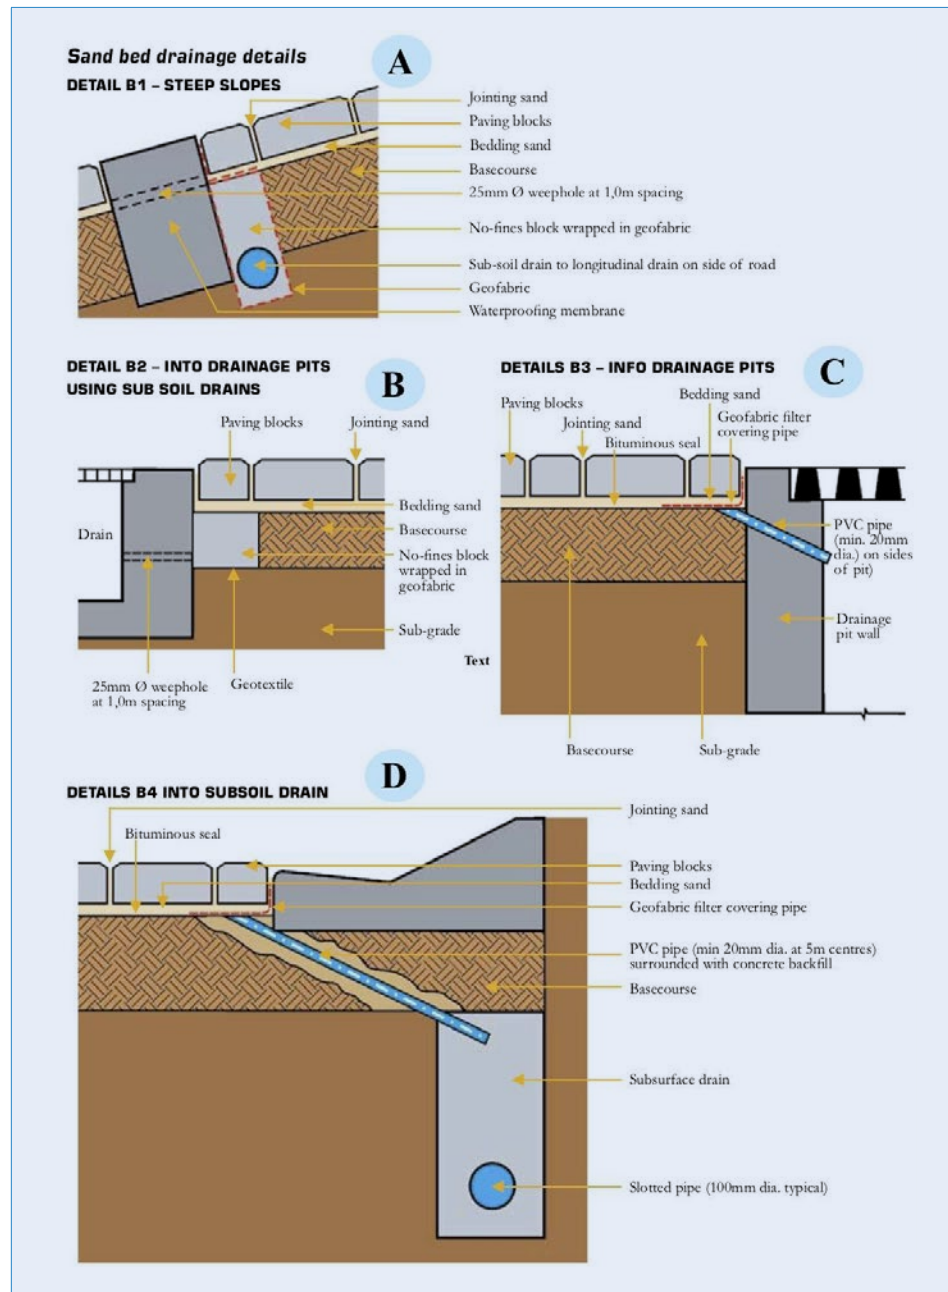 Sand bed drainage details
A
DETAIL B1 – STEEP SLOPES
Jointing sand
Paving blocks
Bedding sand
Basecourse
25mm Ø weephole at 1,0m spacing
No-fines block wrapped in geofabric
Sub-soil drain to longitudinal drain on side of road
Geofabric
Waterproofing membrane
DETAIL B2 – INTO DRAINAGE PITS
USING SUB SOIL DRAINS
B
Paving blocks
Jointing sand
Bedding sand
Drain
Basecourse
No-fines block
wrapped in
geofabric
Sub-grade
Geotextile
25mm Ø weephole
at 1,0m spacing
Text
DETAILS B3 – INFO DRAINAGE PITS
C
Bedding sand
Paving blocks
Geofabric filter
covering pipe
Jointing sand
Bituminous seal
PVC pipe
(min. 20mm
dia.) on sides
of pit)
Drainage
pit wall
Basecourse
Sub-grade
D
DETAILS B4 INTO SUBSOIL DRAIN
Jointing sand
Bituminous seal
Paving blocks
Bedding sand
Geofabric filter covering pipe
PVC pipe (min 20mm dia. at 5m centres)
surrounded with concrete backfill
Basecourse
Subsurface drain
Slotted pipe (100mm dia. typical)